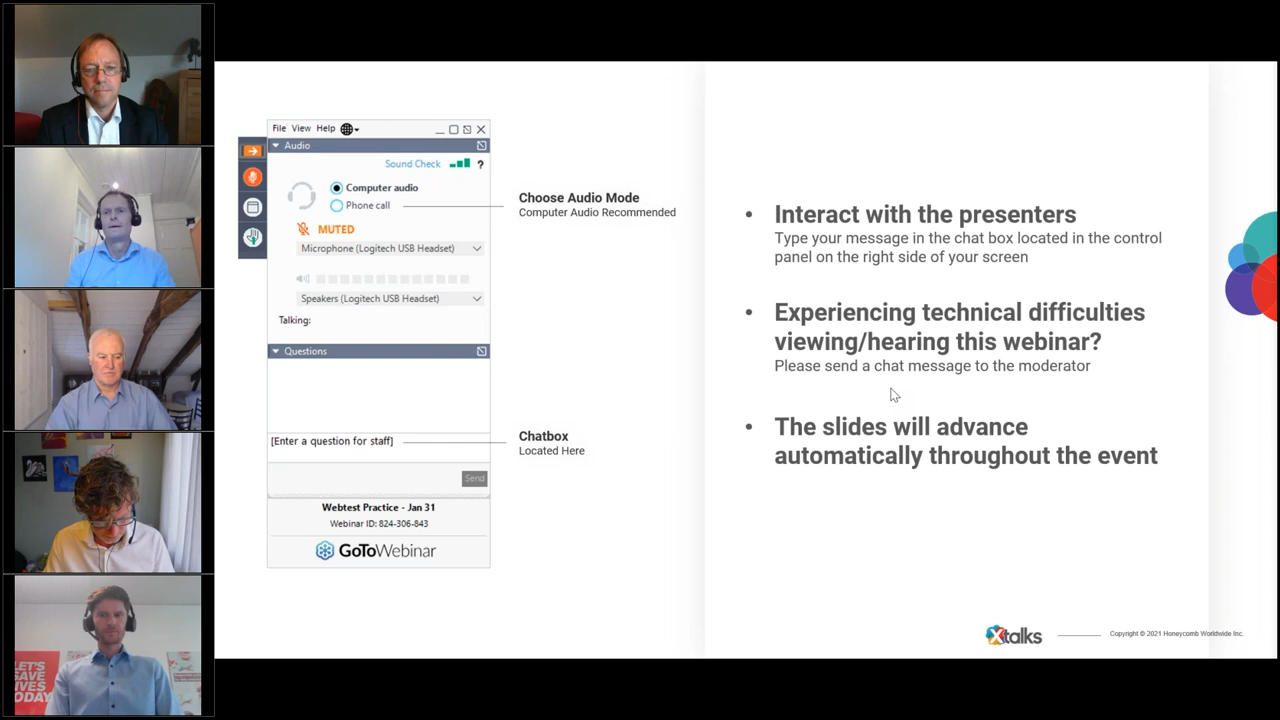 File View Help
Audio
Sound Check ?
Computer audio
Phone call
MUTED
Microphone (Logitech USB Headset)
Speakers (Logitech USB Headset)
Talking:
Questions
[Enter a question for staff]
Send
Webtest Practice - Jan 31
Webinar ID: 824-306-843
GoToWebinar
Choose Audio Mode
Computer Audio Recommended
Chatbox
Located Here
• Interact with the presenters
Type your message in the chat box located in the control
panel on the right side of your screen
• Experiencing technical difficulties
viewing/hearing this webinar?
Please send a chat message to the moderator
• The slides will advance
automatically throughout the event
Xtalks
Copyright © 2021 Honeycomb Worldwide Inc.
LET'S
SAVE
LIVES
TODAY